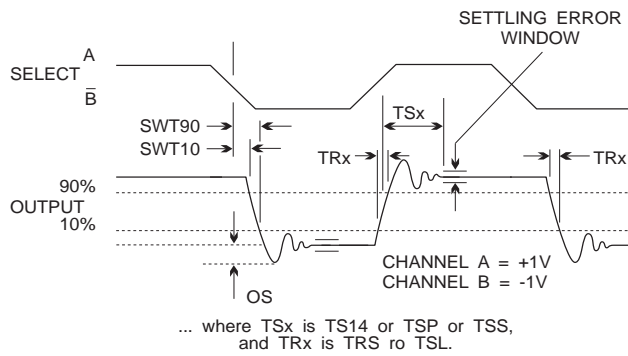 SETTLING ERROR
WINDOW
A
SELECT
B̅
TSx
SWT90
SWT10
TRx
TRx
90%
OUTPUT
10%
CHANNEL A = +1V
CHANNEL B = -1V
OS
... where TSx is TS14 or TSP or TSS,
and TRx is TRS ro TSL.